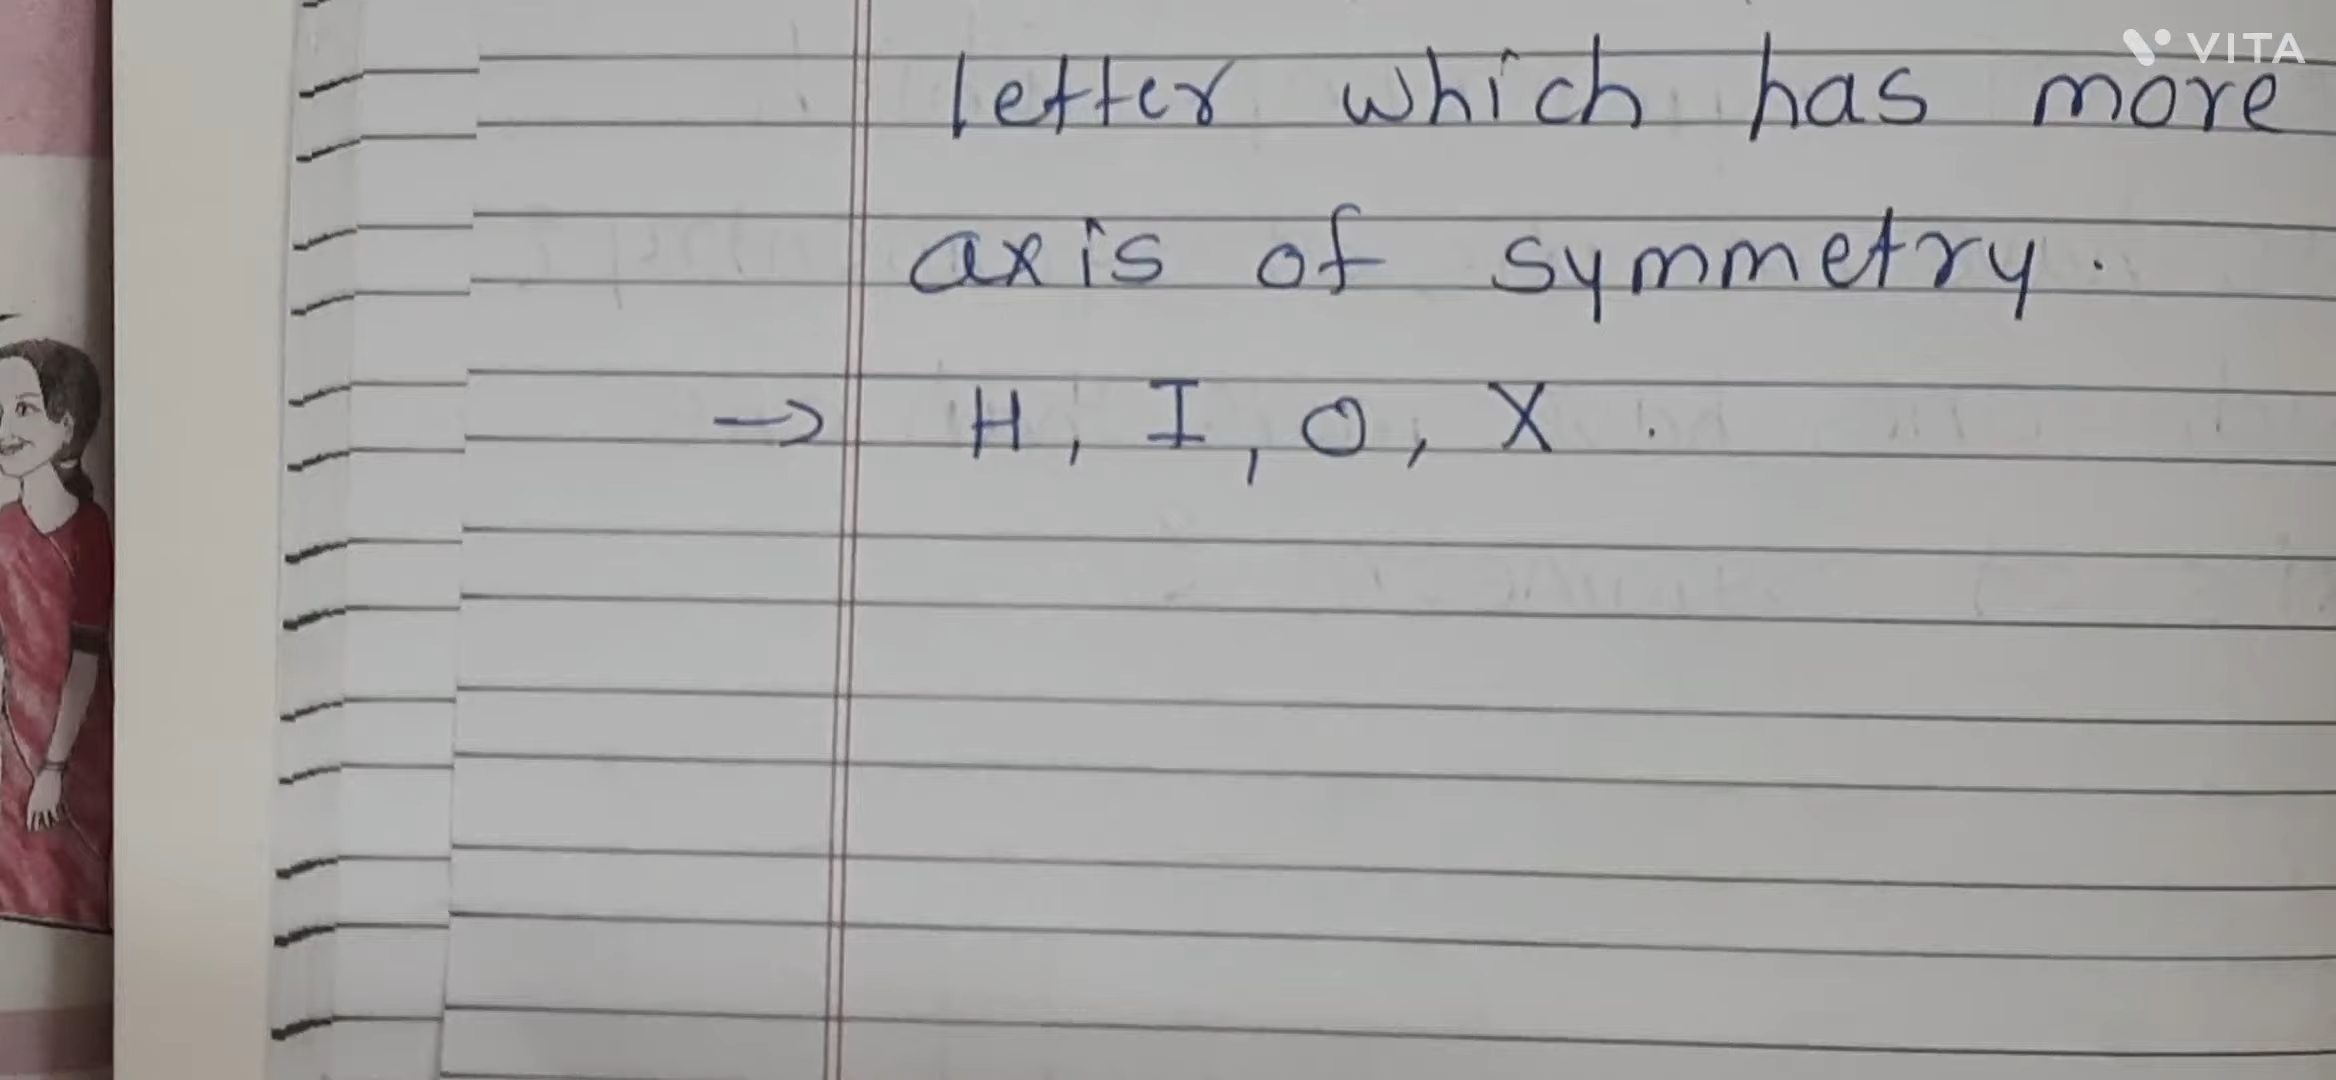 VITA
letter which has more
axis of symmetry.
→ H, I, O, X.